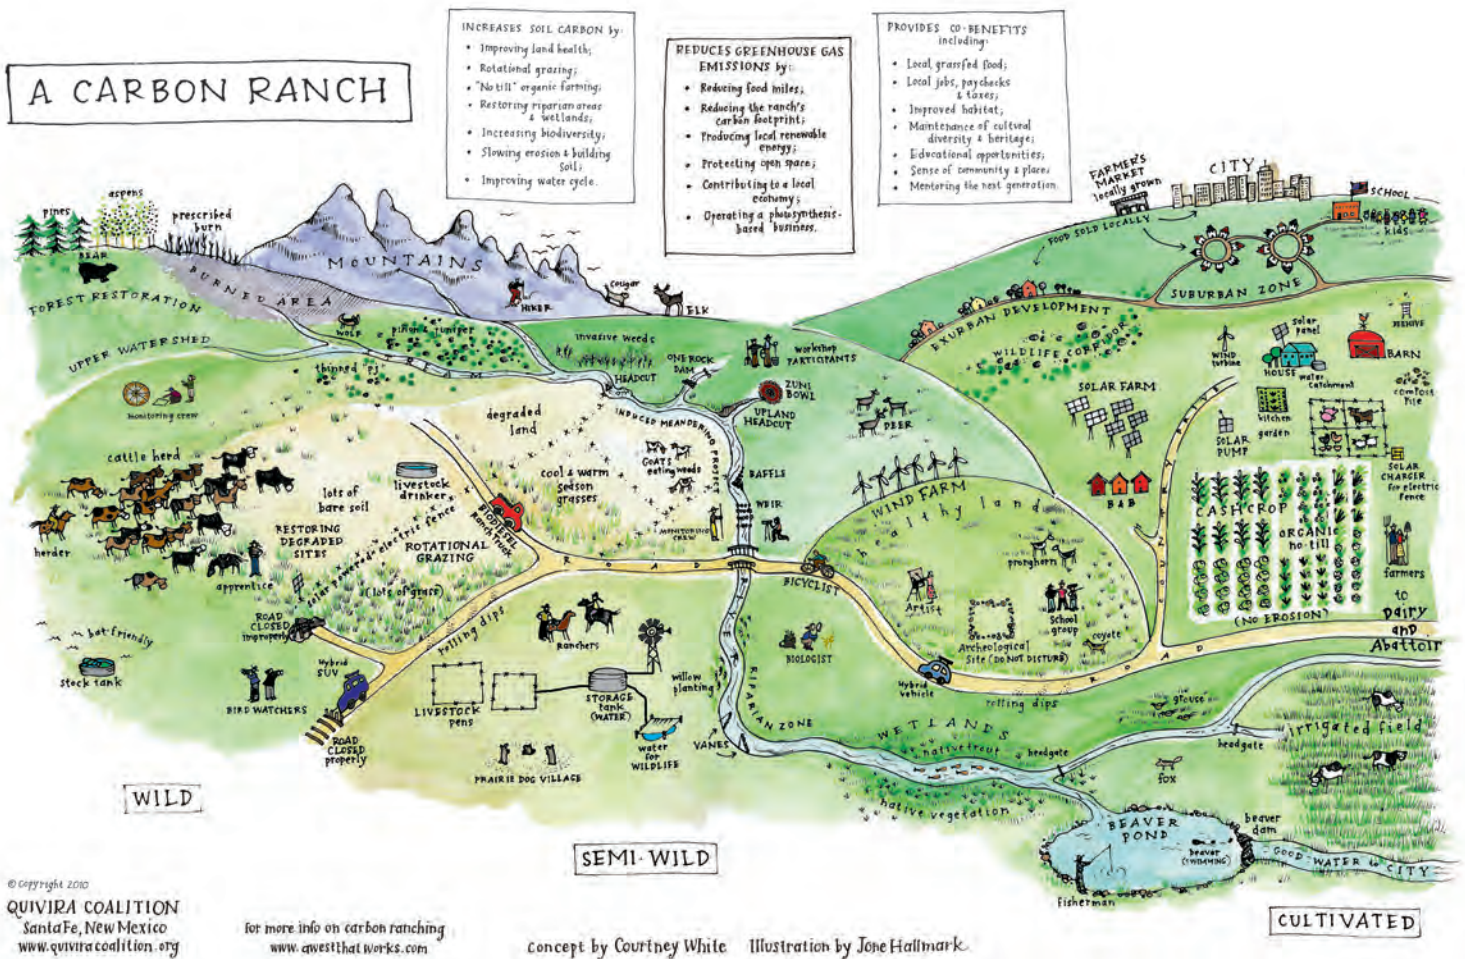 A CARBON RANCH
INCREASES SOIL CARBON by:
• Improving land health;
• Rotational grazing;
• "No till" organic farming;
• Restoring riparian areas
& wetlands;
• Increasing biodiversity;
• Slowing erosion & building
Soil;
• Improving water cycle.
REDUCES GREENHOUSE GAS
EMISSIONS by:
• Reducing food miles;
• Reducing the ranch's
carbon footprint;
• Producing local renewable
energy;
• Protecting open space;
• Contributing to a local
economy;
• Operating a photosynthesis-
based business.
PROVIDES CO-BENEFITS
including:
• Local, grassfed food;
• Local jobs, paychecks
& taxes;
• Improved habitat;
• Maintenance of cultural
diversity & heritage;
• Educational opportunities;
• Sense of community & place;
• Mentoring the next generation.
pines
aspens
prescribed
burn
BEAR
FOREST RESTORATION
BURNED AREA
MOUNTAINS
HIKER
cougar
ELK
FARMER'S
MARKET
locally grown
CITY
SCHOOL
kids
FOOD SOLD LOCALLY
SUBURBAN ZONE
EXURBAN DEVELOPMENT
WILDLIFE CORRIDOR
UPPER WATERSHED
WOLF
piñon & juniper
STREAM
thinned "PJ"
invasive weeds
HEADCUT
ONE ROCK
DAM
workshop
PARTICIPANTS
ZUNI
BOWL
UPLAND
HEADCUT
DEER
monitoring crew
degraded
land
INDUCED MEANDERING PROJECT
GOATS
eating weeds
BAFFLE
WEIR
MONITORING
CREW
SOLAR FARM
WIND
turbine
solar
panel
HOUSE
water
catchment
BARN
BEEHIVE
compost
PILE
kitchen
garden
SOLAR
PUMP
SOLAR
CHARGER
for electric
fence
COUNTRY
DRIVE
B&B
CASH CROP
ORGANIC
no-till
(NO EROSION)
farmers
to
Dairy
and
Abattoir
cattle herd
herder
apprentice
lots of
bare soil
livestock
drinker
RESTORING
DEGRADED
SITES
solar powered electric fence
ROTATIONAL
GRAZING
(lots of grass)
BIODIESEL
Ranch Truck
cool & warm
season
grasses
ROAD
BICYCLIST
WIND FARM
healthy land
pronghorn
Artist
School
group
Archeological
Site (DO NOT DISTURB)
coyote
ROAD
ROAD
CLOSED
improperly
rolling dips
bat-friendly
stock tank
BIRD WATCHERS
Hybrid
SUV
ROAD
CLOSED
properly
Ranchers
LIVESTOCK
pens
STORAGE
tank
(WATER)
willow
planting
water
for
WILDLIFE
PRAIRIE DOG VILLAGE
VANES
RIVER
RIPARIAN ZONE
BIOLOGIST
Hybrid
vehicle
rolling dips
WETLANDS
native trout
headgate
native vegetation
grouse
headgate
fox
irrigated field
BEAVER
POND
beaver
(SWIMMING)
beaver
dam
fisherman
GOOD WATER to
CITY
WILD
SEMI-WILD
CULTIVATED
© Copyright 2010
QUIVIRA COALITION
Santa Fe, New Mexico
www.quiviracoalition.org
for more info on carbon ranching
www.awestthatworks.com
concept by Courtney White Illustration by Jone Hallmark